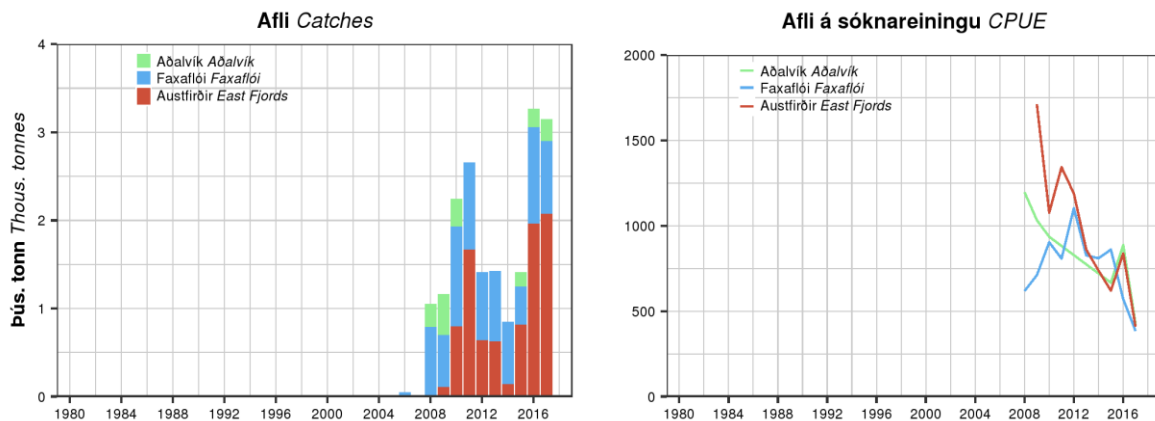 Afli Catches
Þús. tonn Thous. tonnes
4
3
2
1
0
Aðalvík Aðalvík
Faxaflói Faxaflói
Austfirðir East Fjords
1980 1984 1988 1992 1996 2000 2004 2008 2012 2016
Afli á sóknareiningu CPUE
2000
1500
1000
500
0
Aðalvík Aðalvík
Faxaflói Faxaflói
Austfirðir East Fjords
1980 1984 1988 1992 1996 2000 2004 2008 2012 2016